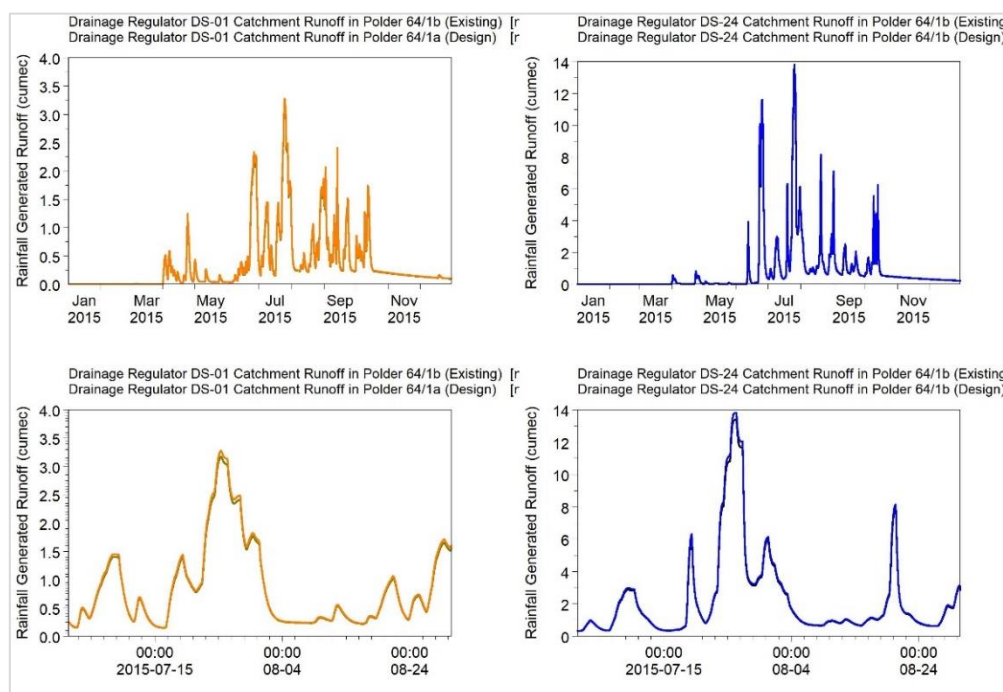 Drainage Regulator DS-01 Catchment Runoff in Polder 64/1b (Existing) [r
Drainage Regulator DS-01 Catchment Runoff in Polder 64/1a (Design) [r
Rainfall Generated Runoff (cumec)
4.0
3.5
3.0
2.5
2.0
1.5
1.0
0.5
0.0
Jan Mar May Jul Sep Nov
2015 2015 2015 2015 2015 2015
Drainage Regulator DS-24 Catchment Runoff in Polder 64/1b (Existing
Drainage Regulator DS-24 Catchment Runoff in Polder 64/1b (Design)
Rainfall Generated Runoff (cumec)
14
12
10
8
6
4
2
0
Jan Mar May Jul Sep Nov
2015 2015 2015 2015 2015 2015
Drainage Regulator DS-01 Catchment Runoff in Polder 64/1b (Existing) [r
Drainage Regulator DS-01 Catchment Runoff in Polder 64/1a (Design) [r
Rainfall Generated Runoff (cumec)
4.0
3.5
3.0
2.5
2.0
1.5
1.0
0.5
0.0
00:00 00:00 00:00
2015-07-15 08-04 08-24
Drainage Regulator DS-24 Catchment Runoff in Polder 64/1b (Existing
Drainage Regulator DS-24 Catchment Runoff in Polder 64/1b (Design)
Rainfall Generated Runoff (cumec)
14
12
10
8
6
4
2
0
00:00 00:00 00:00
2015-07-15 08-04 08-24